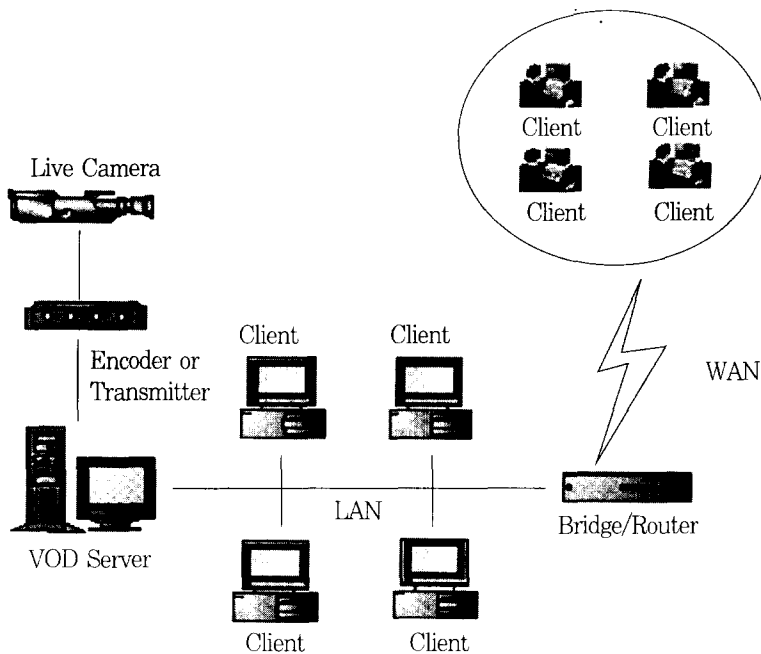 Client
Client
Client
Client
Live Camera
Encoder or
Transmitter
Client
Client
WAN
LAN
VOD Server
Bridge/Router
Client
Client